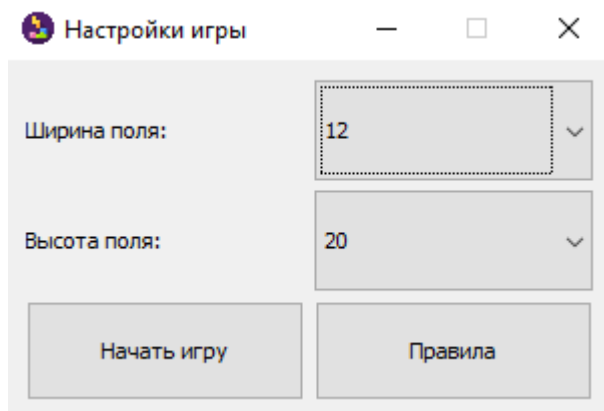 Настройки игры
Ширина поля: 12
Высота поля: 20
Начать игру Правила